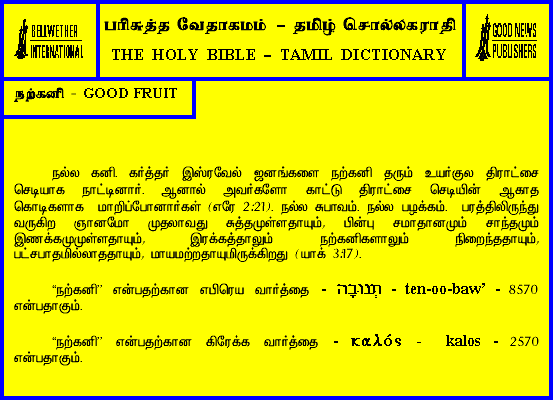 BELLWETHER
INTERNATIONAL
பரிசுத்த வேதாகமம் – தமிழ் சொல்லகராதி
THE HOLY BIBLE – TAMIL DICTIONARY
GOOD NEWS
PUBLISHERS
நற்கனி - GOOD FRUIT
நல்ல கனி. கர்த்தர் இஸ்ரவேல் ஜனங்களை நற்கனி தரும் உயர்குல திராட்சை
செடியாக நாட்டினார். ஆனால் அவர்களோ காட்டு திராட்சை செடியின் ஆகாத
கொடிகளாக மாறிப்போனார்கள் (எரே 2:21). நல்ல சுபாவம். நல்ல பழக்கம். பரத்திலிருந்து
வருகிற ஞானமோ முதலாவது சுத்தமுள்ளதாயும், பின்பு சமாதானமும் சாந்தமும்
இணக்கமுமுள்ளதாயும், இரக்கத்தாலும் நற்கனிகளாலும் நிறைந்ததாயும்,
பட்சபாதமில்லாததாயும், மாயமற்றதாயுமிருக்கிறது (யாக் 3:17).
“நற்கனி” என்பதற்கான எபிரெய வார்த்தை - תְּנוּבָה - ten-oo-baw’ - 8570
என்பதாகும்.
“நற்கனி” என்பதற்கான கிரேக்க வார்த்தை - καλός - kalos - 2570
என்பதாகும்.